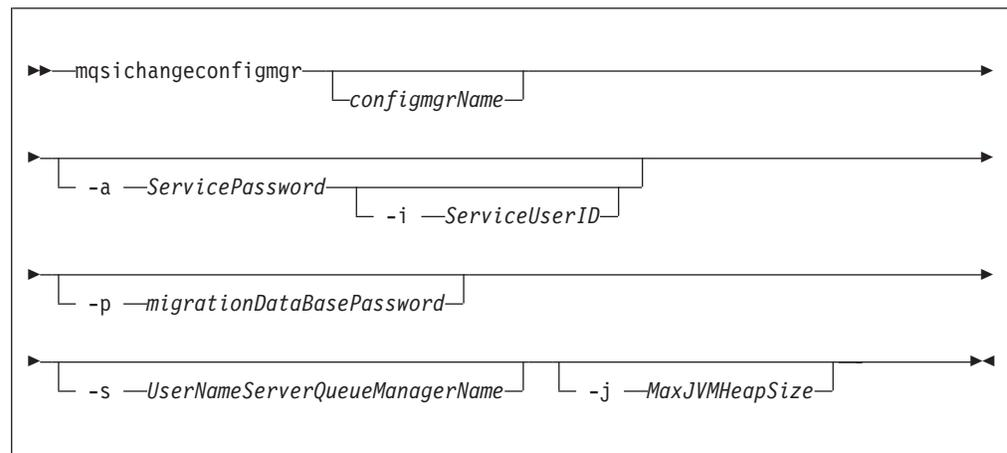 mqsichangeconfigmgr
configmgrName
-a ServicePassword
-i ServiceUserID
-p migrationDataBasePassword
-s UserNameServerQueueManagerName -j MaxJVMHeapSize